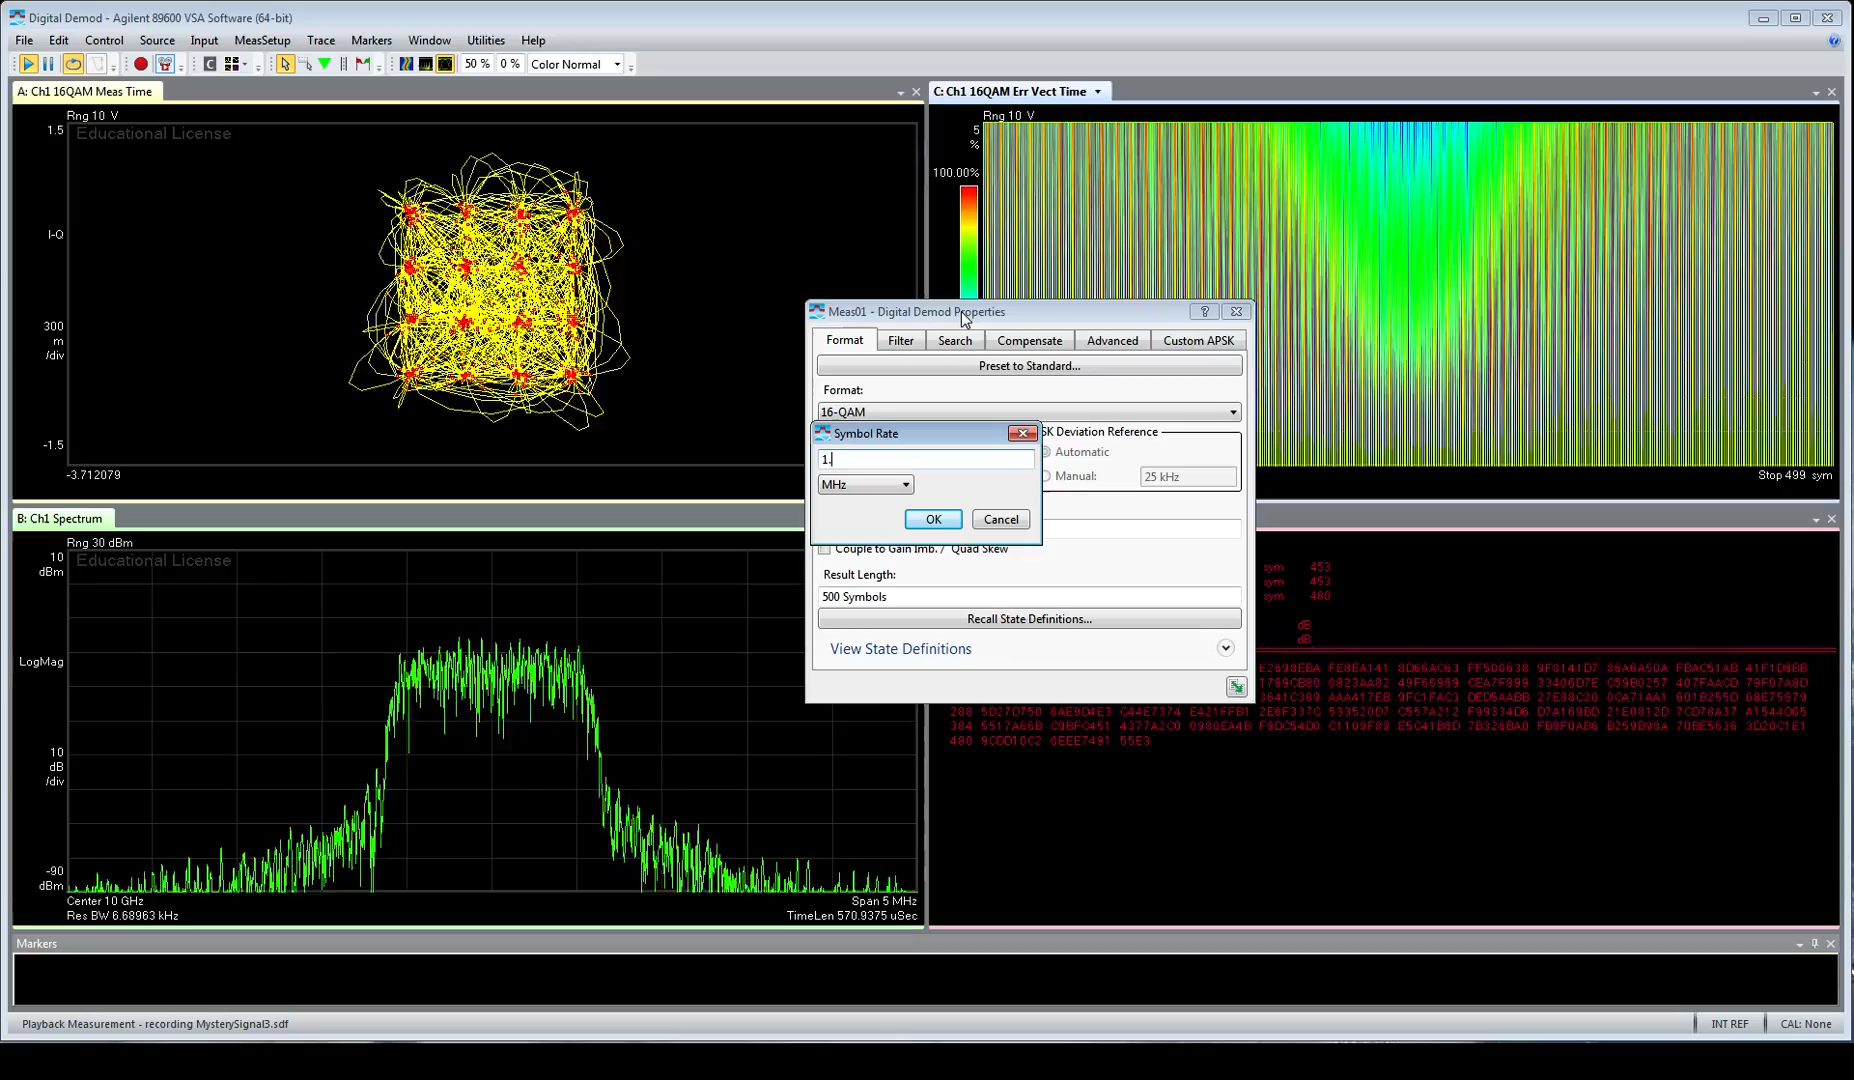 Digital Demod - Agilent 89600 VSA Software (64-bit)
File Edit Control Source Input MeasSetup Trace Markers Window Utilities Help
C 50 % 0 % Color Normal
A: Ch1 16QAM Meas Time
Rng 10 V
1.5
Educational License
I-Q
300
m
/div
-1.5
-3.712079
C: Ch1 16QAM Err Vect Time
Rng 10 V
5
%
100.00%
Stop 499 sym
Meas01 - Digital Demod Properties
Format Filter Search Compensate Advanced Custom APSK
Preset to Standard...
Format:
16-QAM
Symbol Rate
1.
MHz
OK Cancel
SK Deviation Reference
Automatic
Manual: 25 kHz
Couple to Gain Imb. / Quad Skew
Result Length:
500 Symbols
Recall State Definitions...
View State Definitions
B: Ch1 Spectrum
Rng 30 dBm
10
dBm
Educational License
LogMag
10
dB
/div
-90
dBm
Center 10 GHz Span 5 MHz
Res BW 6.68963 kHz TimeLen 570.9375 uSec
sym 453
sym 453
sym 480
dB
dB
480 9CDD10C2 0EEE7491 55E3
Markers
Playback Measurement - recording MysterySignal3.sdf INT REF CAL: None